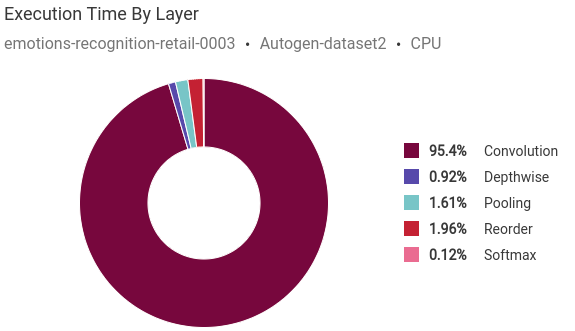 Execution Time By Layer
emotions-recognition-retail-0003 • Autogen-dataset2 • CPU
95.4% Convolution
0.92% Depthwise
1.61% Pooling
1.96% Reorder
0.12% Softmax